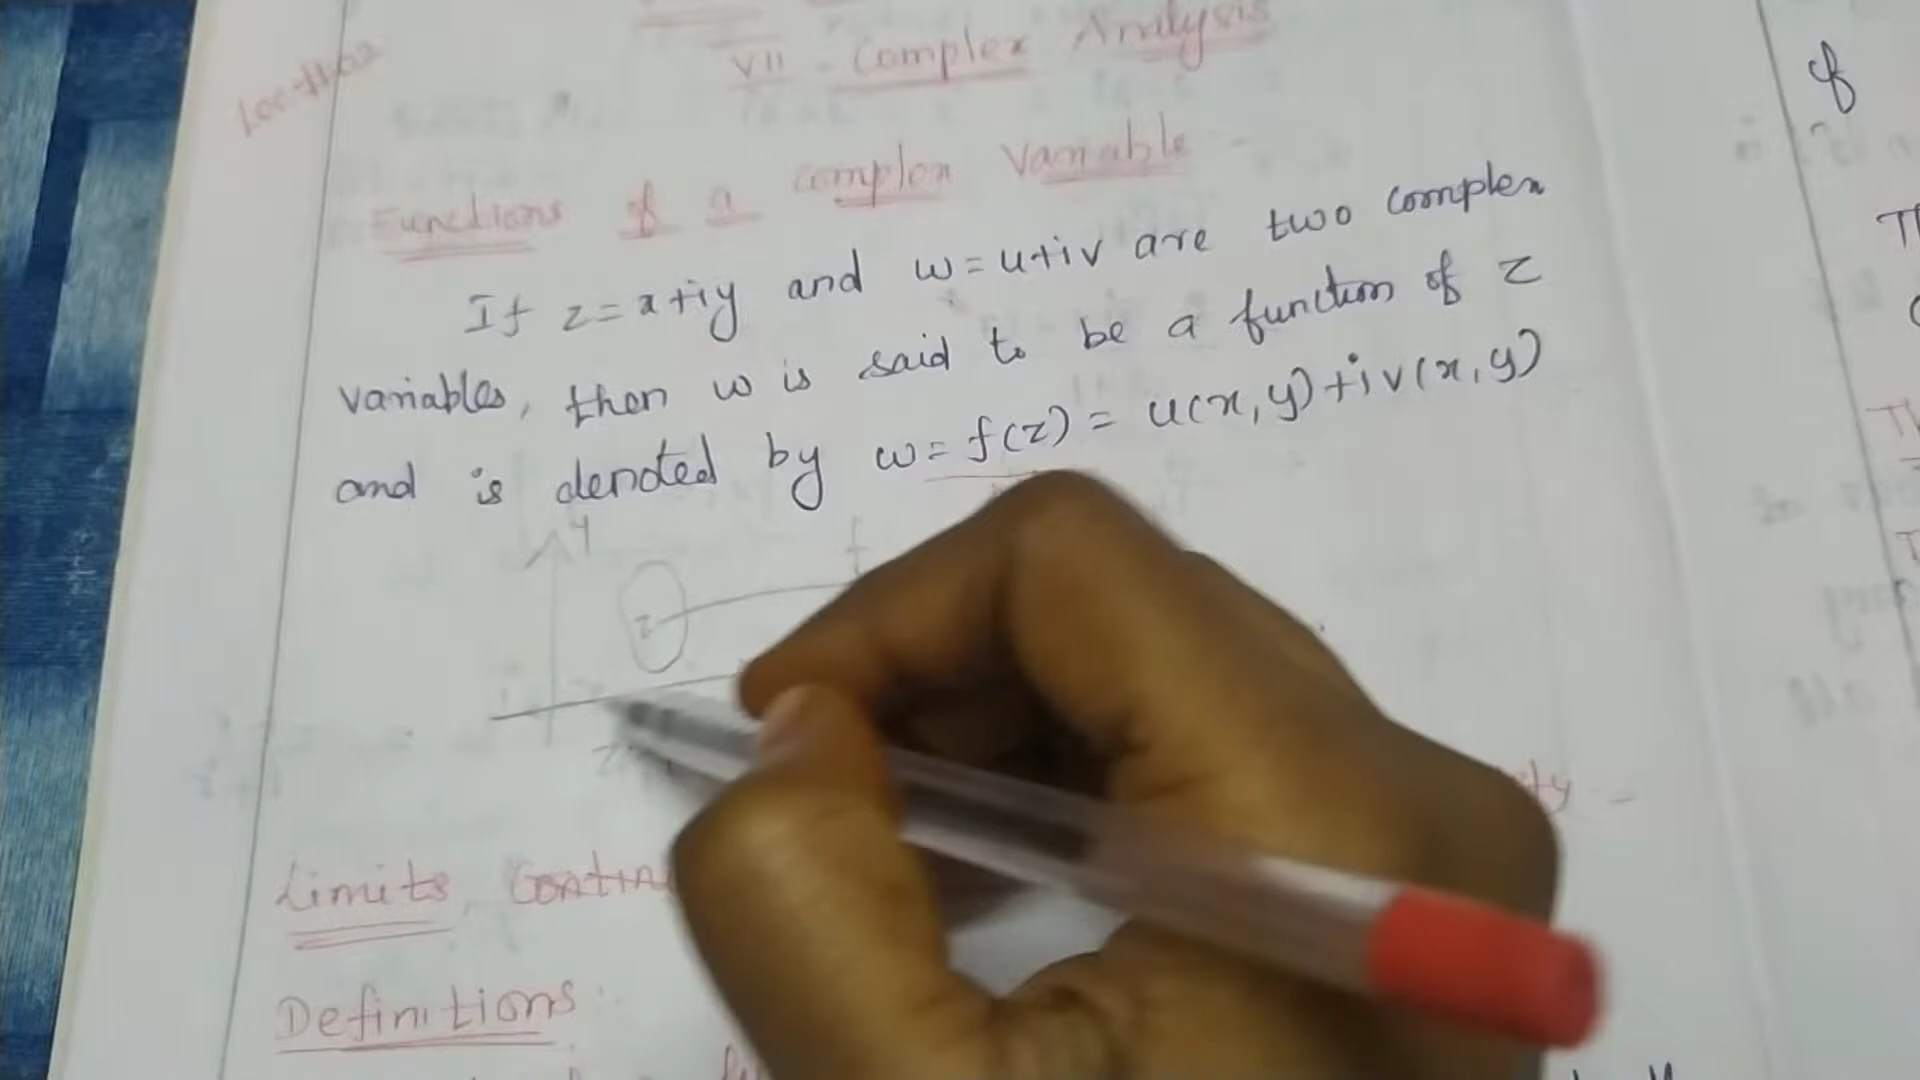 VII - Complex Analysis
Functions of a complex Variable -
If z = x+iy and w = u+iv are two complex
variables, then w is said to be a function of z
and is denoted by w = f(z) = u(x,y)+iv(x,y)
y
f
z
Limits,
Definitions:
of